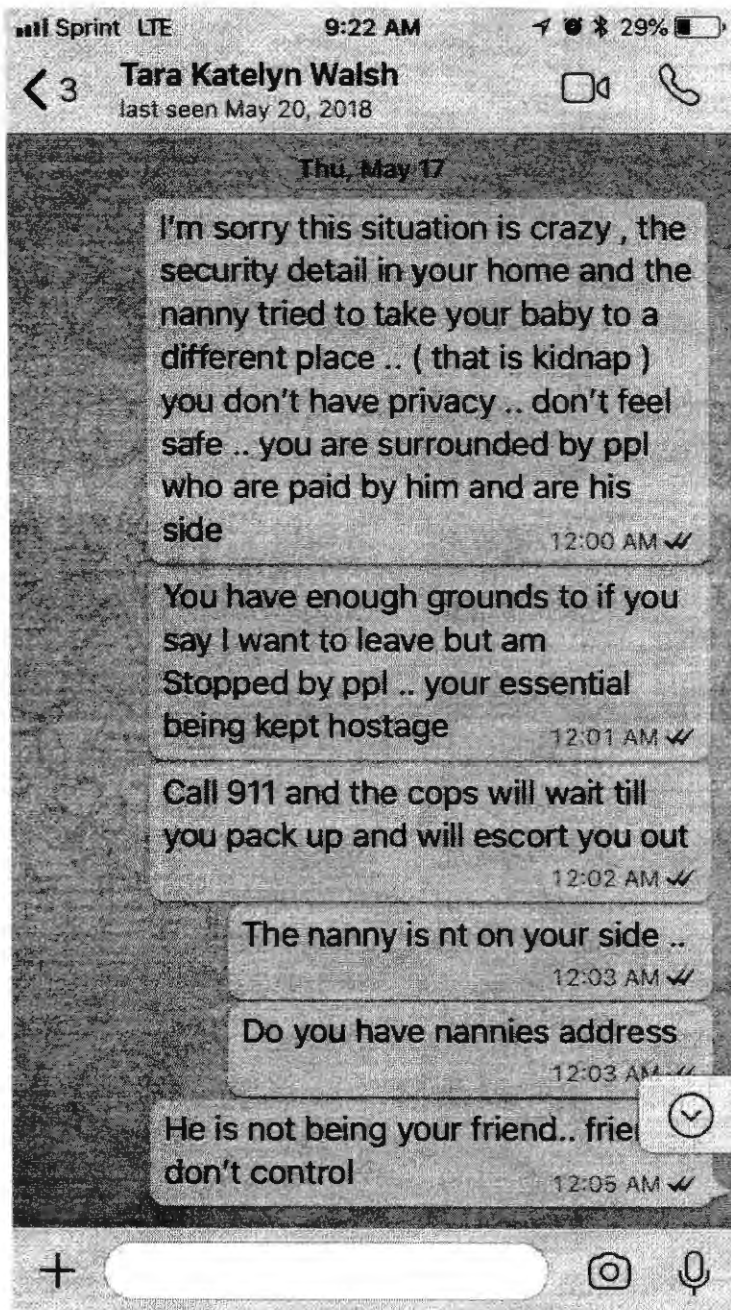 Sprint LTE 9:22 AM 29%
3 Tara Katelyn Walsh
last seen May 20, 2018
Thu, May 17
I'm sorry this situation is crazy , the
security detail in your home and the
nanny tried to take your baby to a
different place .. ( that is kidnap )
you don't have privacy .. don't feel
safe .. you are surrounded by ppl
who are paid by him and are his
side
12:00 AM
You have enough grounds to if you
say I want to leave but am
Stopped by ppl .. your essential
being kept hostage
12:01 AM
Call 911 and the cops will wait till
you pack up and will escort you out
12:02 AM
The nanny is nt on your side ..
12:03 AM
Do you have nannies address
12:03 AM
He is not being your friend.. frie
don't control
12:05 AM